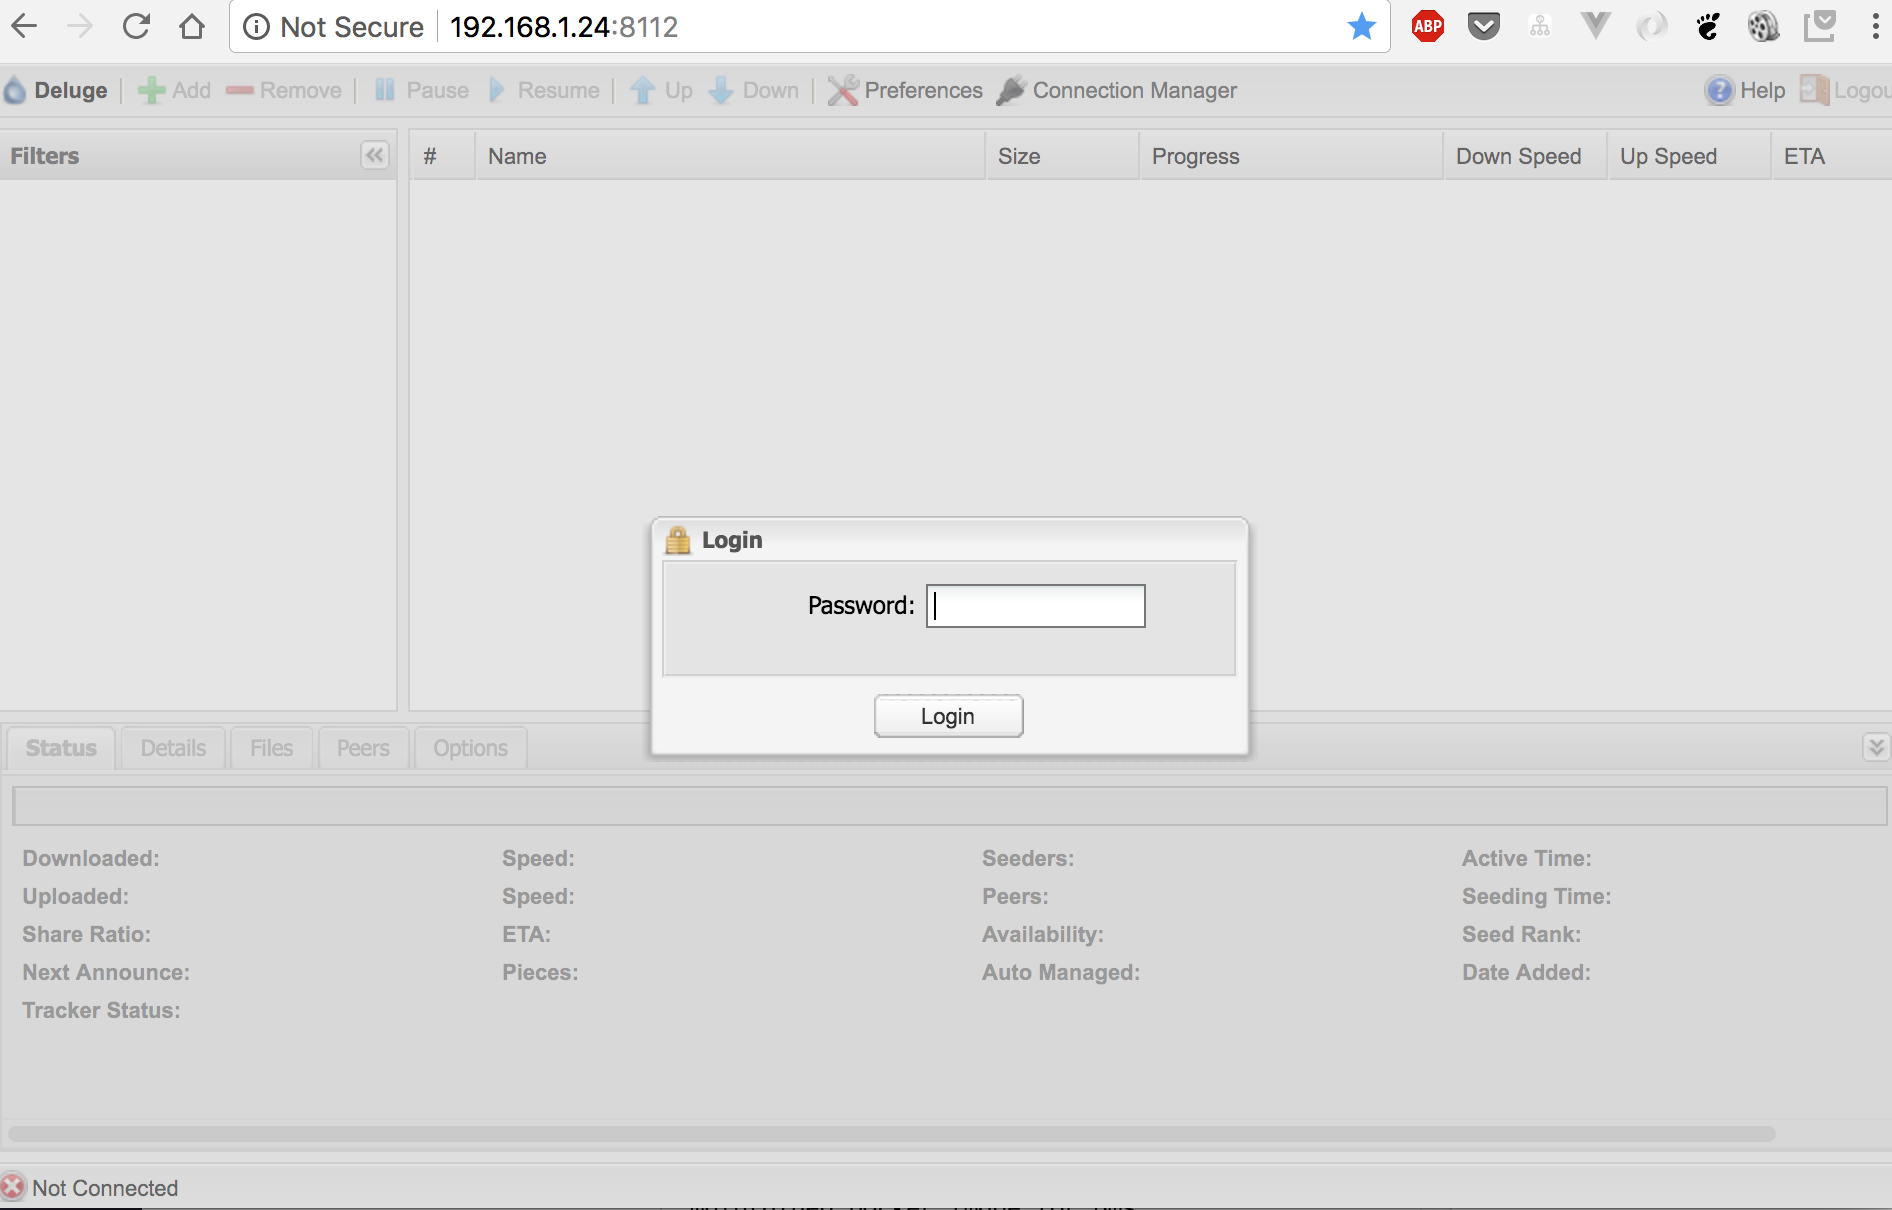 Not Secure 192.168.1.24:8112 ABP
Deluge Add Remove Pause Resume Up Down Preferences Connection Manager ? Help Logou
Filters # Name Size Progress Down Speed Up Speed ETA
Login
Password:
Login
Status Details Files Peers Options
Downloaded: Speed: Seeders: Active Time:
Uploaded: Speed: Peers: Seeding Time:
Share Ratio: ETA: Availability: Seed Rank:
Next Announce: Pieces: Auto Managed: Date Added:
Tracker Status:
Not Connected